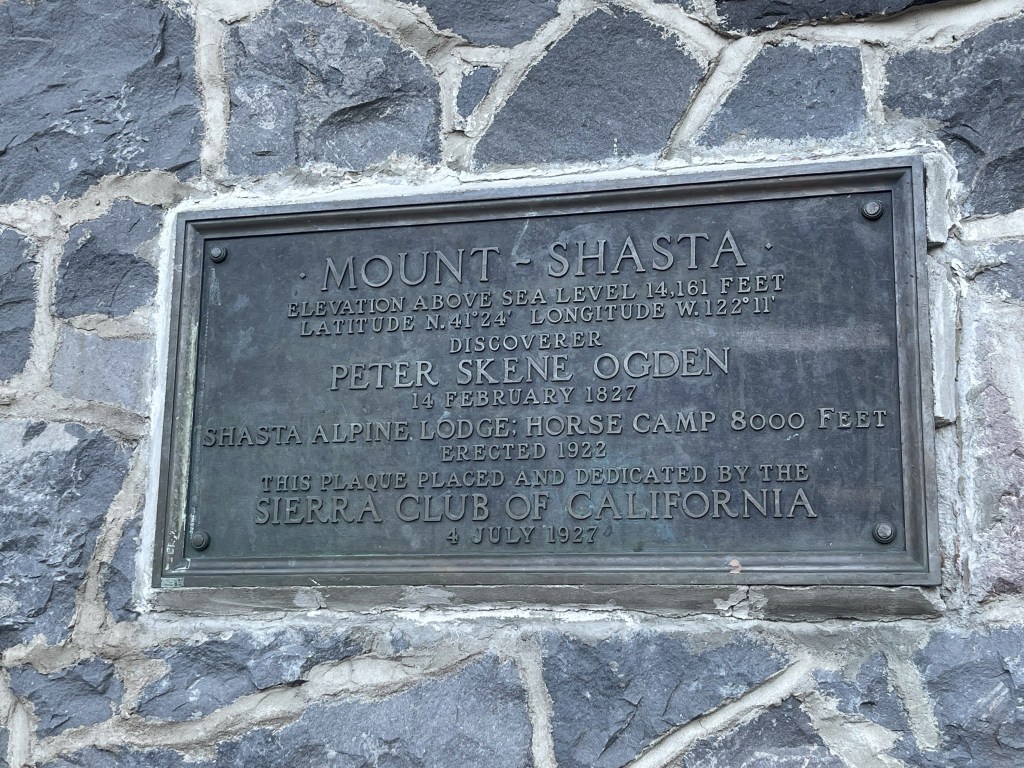 · MOUNT - SHASTA ·
ELEVATION ABOVE SEA LEVEL 14,161 FEET
LATITUDE N. 41°24' LONGITUDE W. 122°11'
DISCOVERER
PETER SKENE OGDEN
14 FEBRUARY 1827
SHASTA ALPINE LODGE; HORSE CAMP 8000 FEET
ERECTED 1922
THIS PLAQUE PLACED AND DEDICATED BY THE
SIERRA CLUB OF CALIFORNIA
4 JULY 1927